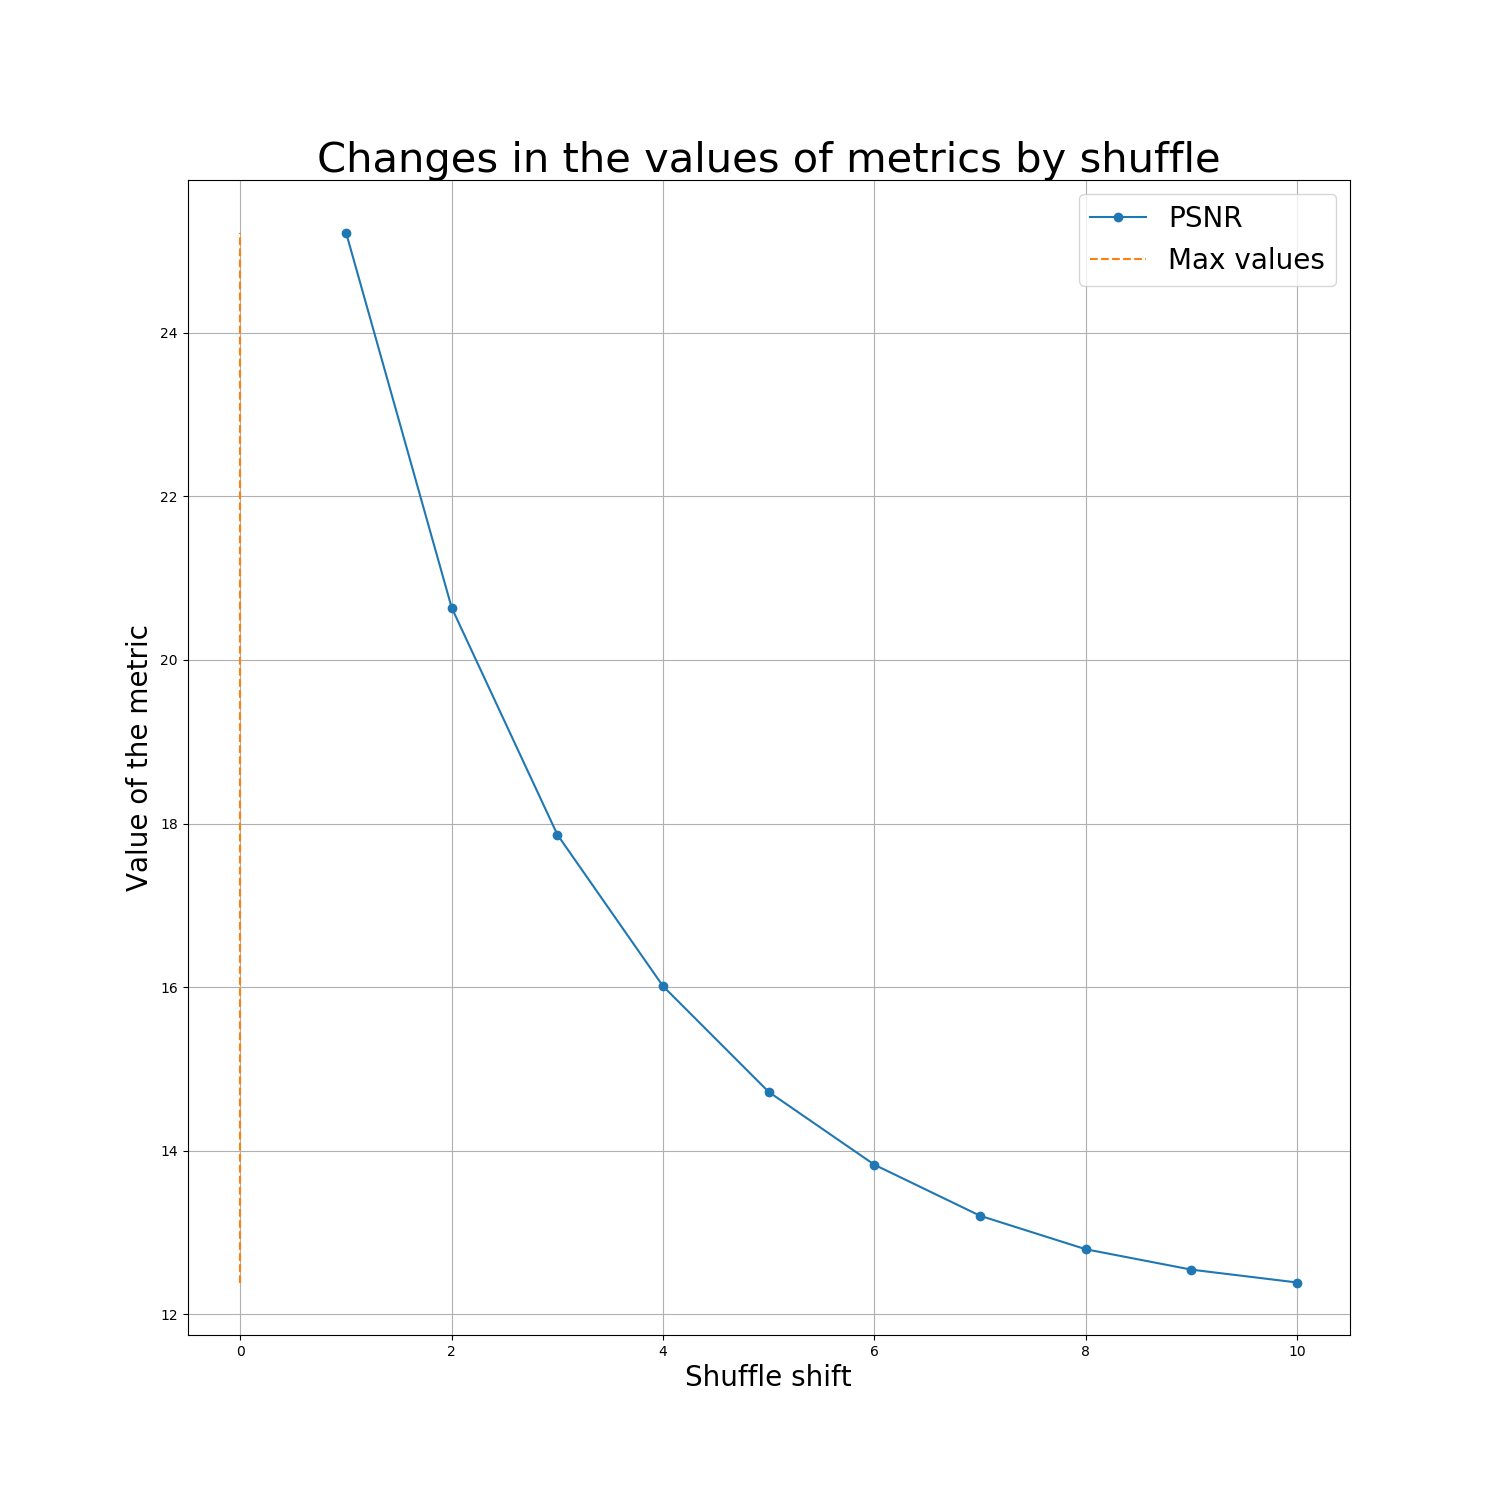 Changes in the values of metrics by shuffle
PSNR
Max values
24
22
20
18
16
14
12
Value of the metric
0 2 4 6 8 10
Shuffle shift